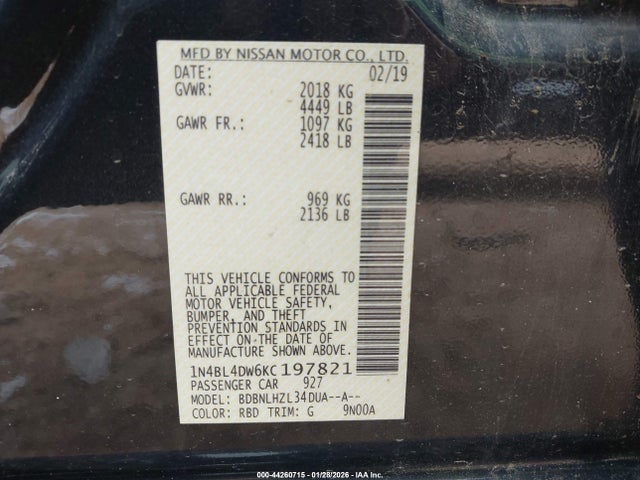 MFD BY NISSAN MOTOR CO., LTD.
DATE: 02/19
GVWR: 2018 KG
4449 LB
GAWR FR.: 1097 KG
2418 LB
GAWR RR.: 969 KG
2136 LB
THIS VEHICLE CONFORMS TO
ALL APPLICABLE FEDERAL
MOTOR VEHICLE SAFETY,
BUMPER, AND THEFT
PREVENTION STANDARDS IN
EFFECT ON THE DATE OF
MANUFACTURE SHOWN ABOVE.
1N4BL4DW6KC197821
PASSENGER CAR 927
MODEL: BDBNLHZL34DUA--A--
COLOR: RBD TRIM: G 9N00A
000-44260715 - 01/28/2026 - IAA Inc.